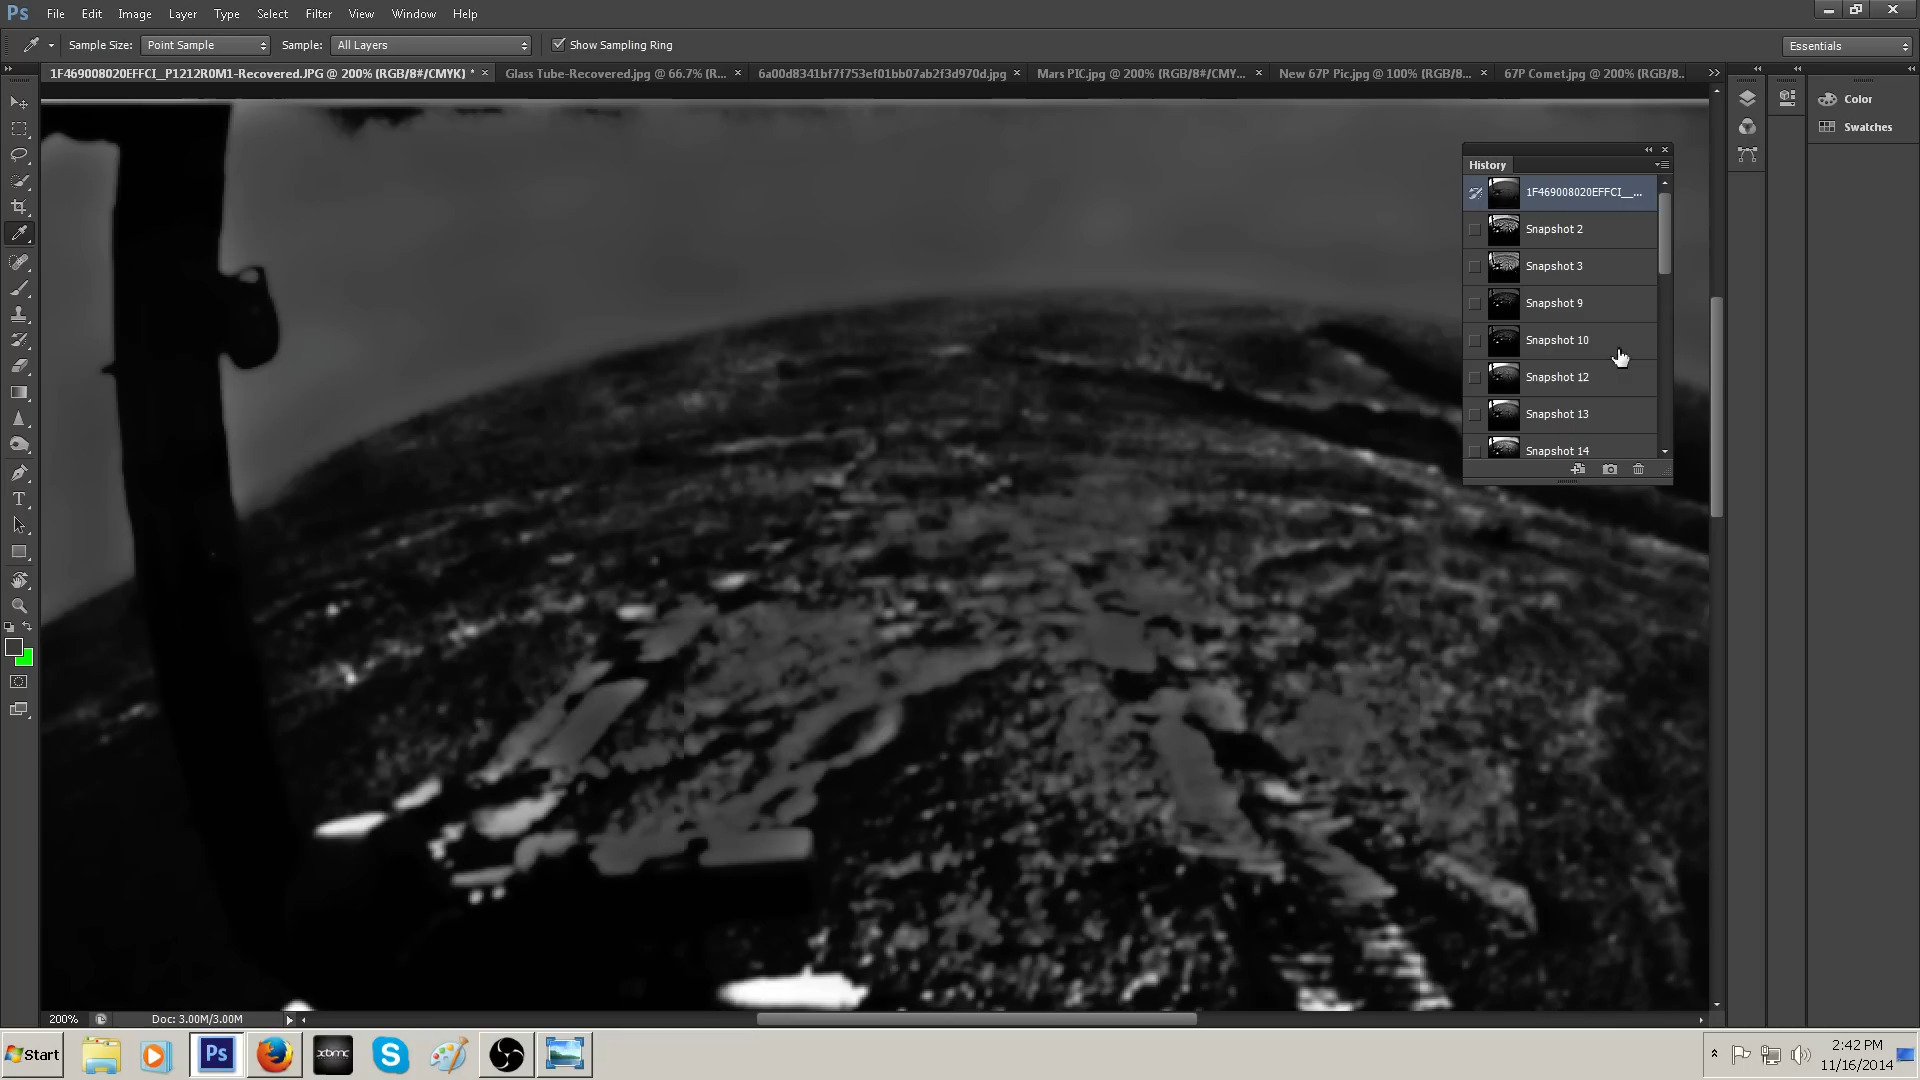 Ps File Edit Image Layer Type Select Filter View Window Help
Sample Size: Point Sample Sample: All Layers Show Sampling Ring Essentials
1F469008020EFFCI__P1212R0M1-Recovered.JPG @ 200% (RGB/8#/CMYK) * Glass Tube-Recovered.jpg @ 66.7% (R... 6a00d8341bf7f753ef01bb07ab2f3d970d.jpg Mars PIC.jpg @ 200% (RGB/8#/CMY... New 67P Pic.jpg @ 100% (RGB/8... 67P Comet.jpg @ 200% (RGB/8..
Color
Swatches
History
1F469008020EFFCI__...
Snapshot 2
Snapshot 3
Snapshot 9
Snapshot 10
Snapshot 12
Snapshot 13
Snapshot 14
T
200% Doc: 3.00M/3.00M
Start Ps xbmc S
2:42 PM
11/16/2014